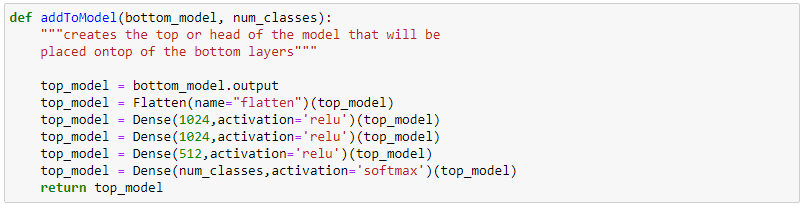 def addToModel(bottom_model, num_classes):
    """creates the top or head of the model that will be
    placed ontop of the bottom layers"""

    top_model = bottom_model.output
    top_model = Flatten(name="flatten")(top_model)
    top_model = Dense(1024,activation='relu')(top_model)
    top_model = Dense(1024,activation='relu')(top_model)
    top_model = Dense(512,activation='relu')(top_model)
    top_model = Dense(num_classes,activation='softmax')(top_model)
    return top_model